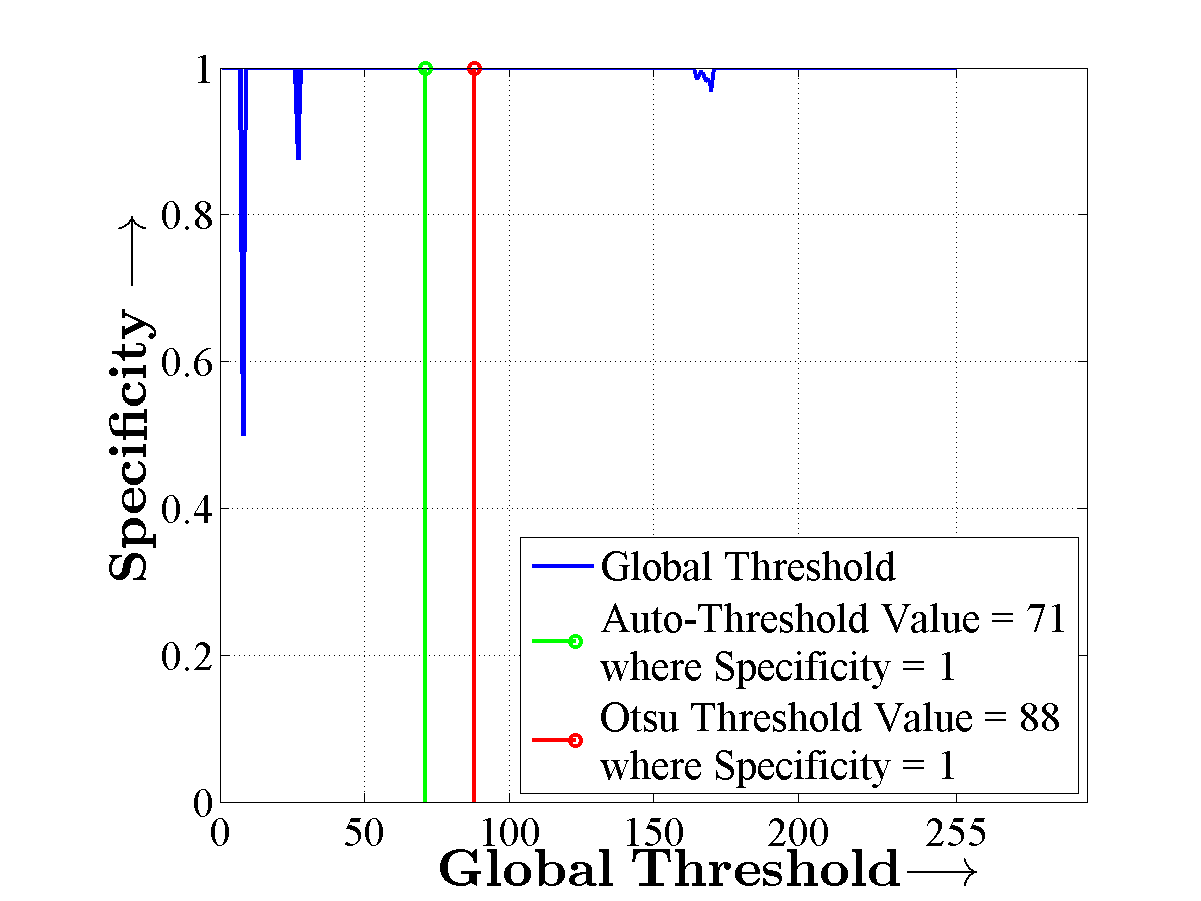 1
0.8
0.6
0.4
0.2
0
Specificity →
Global Threshold
Auto-Threshold Value = 71
where Specificity = 1
Otsu Threshold Value = 88
where Specificity = 1
0 50 100 150 200 255
Global Threshold→